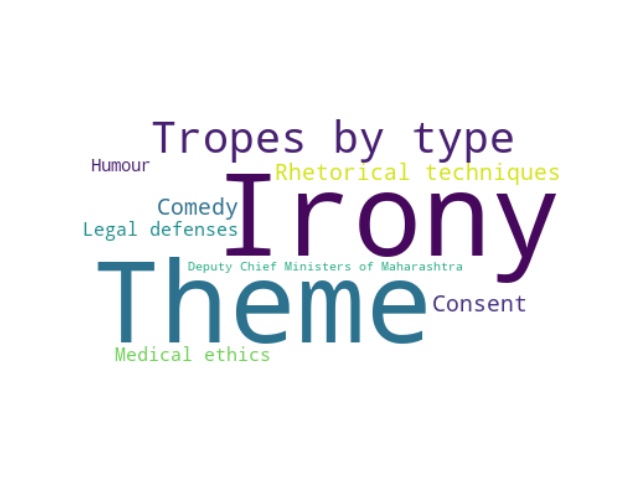 Tropes by type
Humour
Rhetorical techniques
Irony
Comedy
Legal defenses
Deputy Chief Ministers of Maharashtra
Theme
Consent
Medical ethics